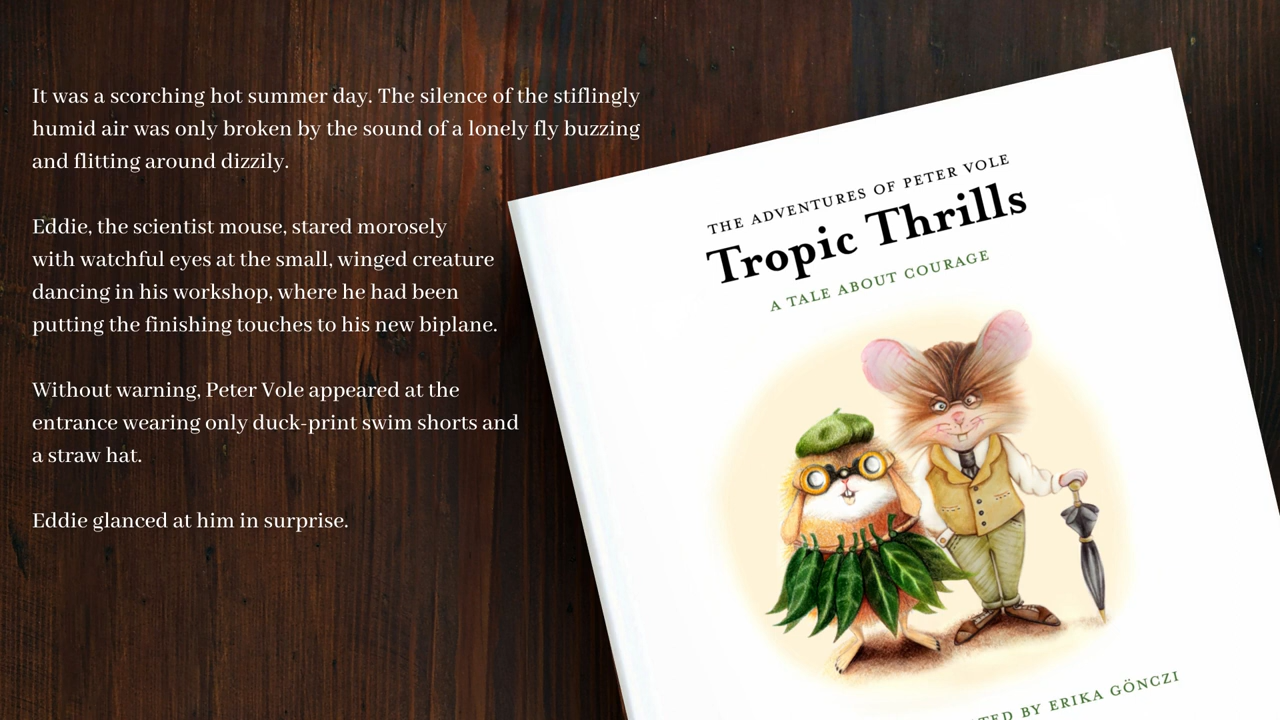 It was a scorching hot summer day. The silence of the stiflingly
humid air was only broken by the sound of a lonely fly buzzing
and flitting around dizzily.
Eddie, the scientist mouse, stared morosely
with watchful eyes at the small, winged creature
dancing in his workshop, where he had been
putting the finishing touches to his new biplane.
Without warning, Peter Vole appeared at the
entrance wearing only duck-print swim shorts and
a straw hat.
Eddie glanced at him in surprise.
THE ADVENTURES OF PETER VOLE
Tropic Thrills
A TALE ABOUT COURAGE
BY ERIKA GÖNCZI